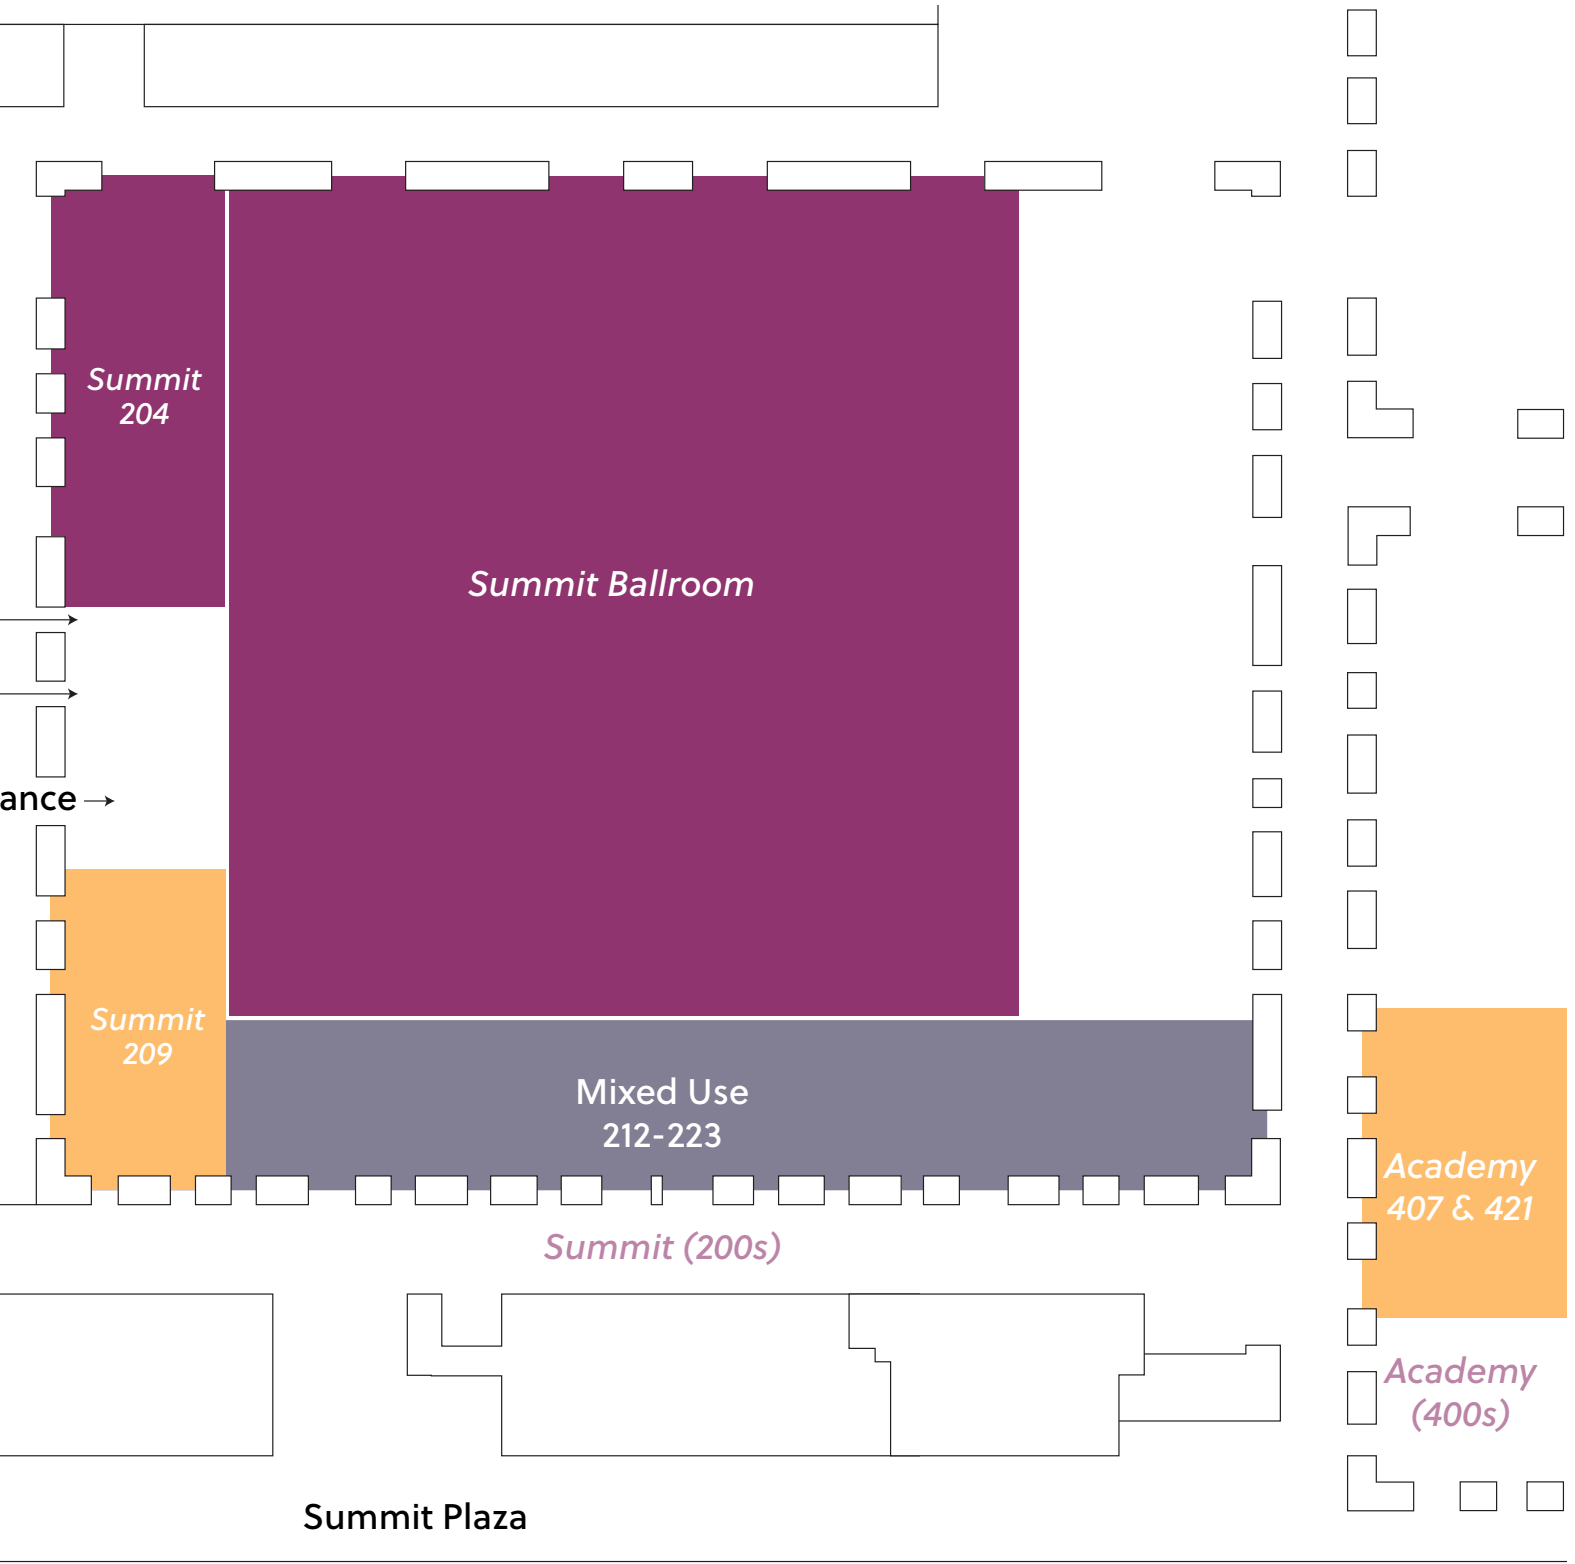 Summit
204
Summit Ballroom
ance
Summit
209
Mixed Use
212-223
Academy
407 & 421
Summit (200s)
Academy
(400s)
Summit Plaza